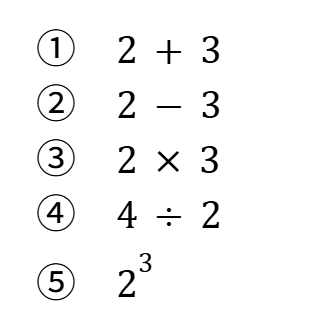 ① 2 + 3
② 2 − 3
③ 2 × 3
④ 4 ÷ 2
⑤ 2³